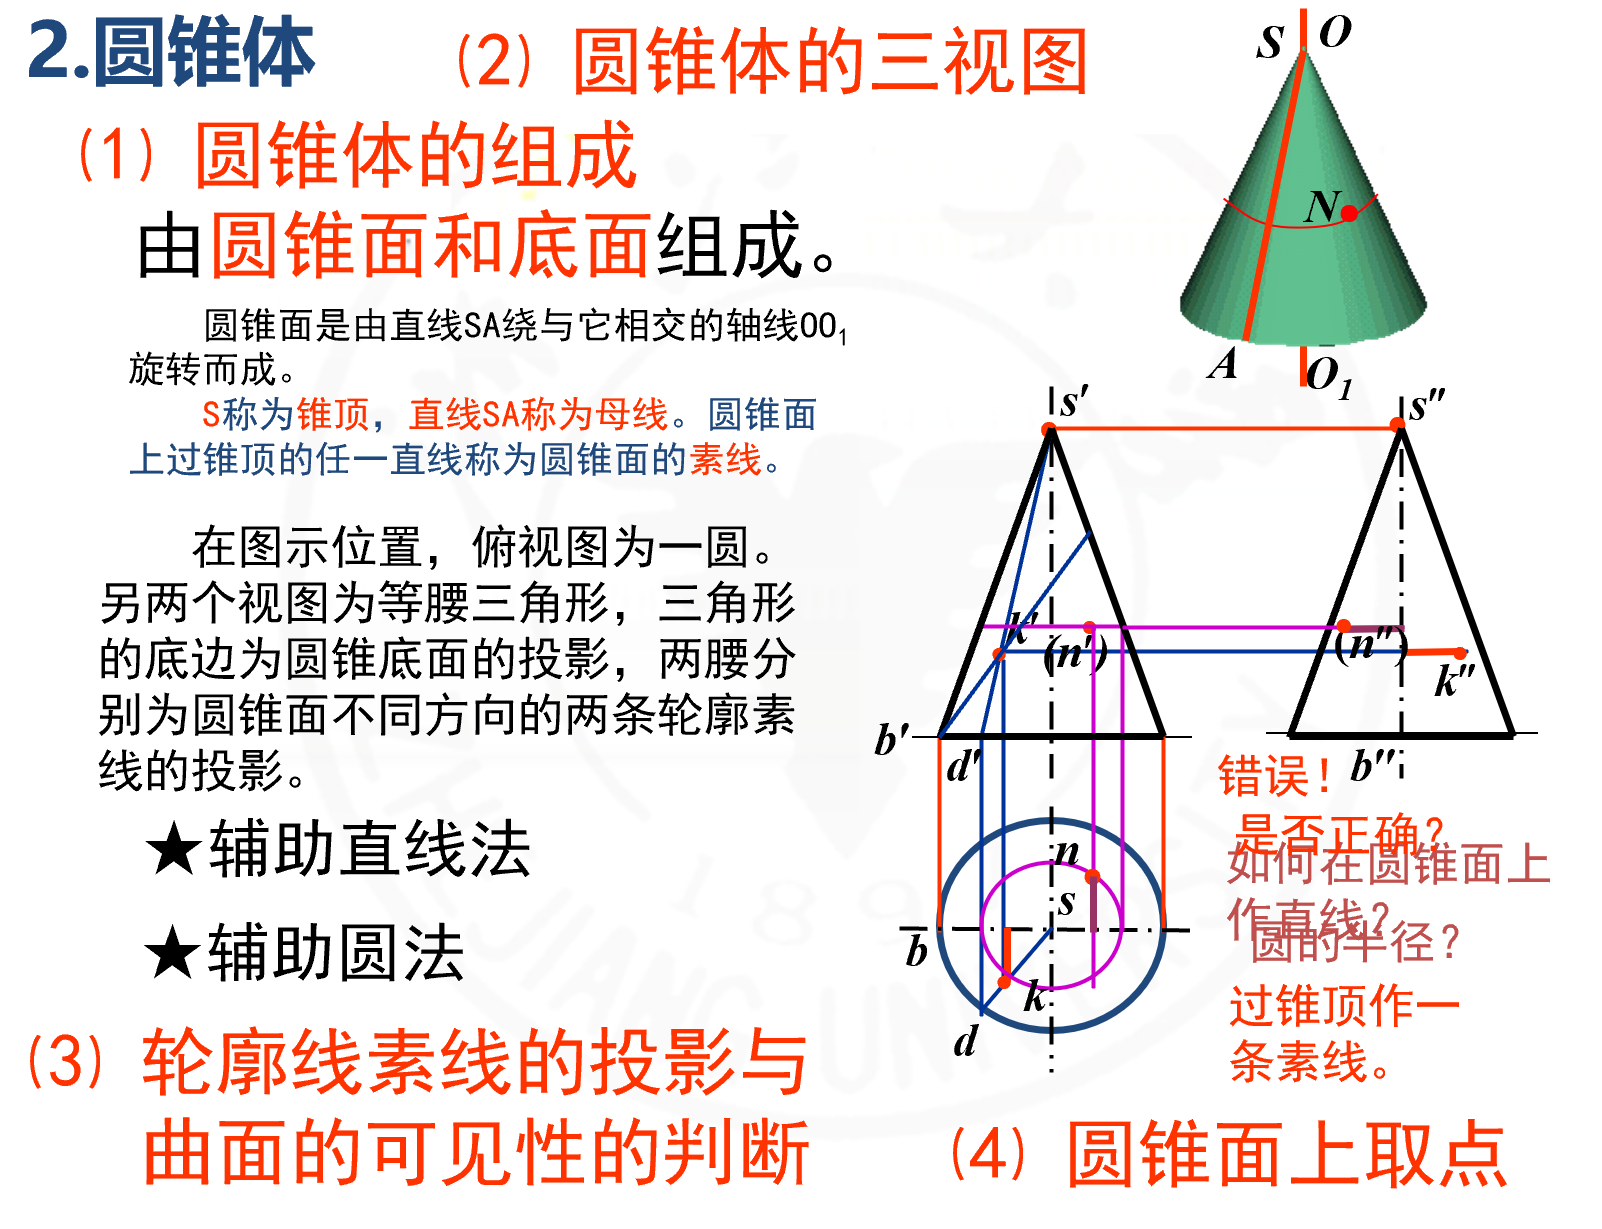 2.圆锥体
(2) 圆锥体的三视图
(1) 圆锥体的组成
由圆锥面和底面组成。
圆锥面是由直线SA绕与它相交的轴线OO1
旋转而成。
S称为锥顶，直线SA称为母线。圆锥面
上过锥顶的任一直线称为圆锥面的素线。
在图示位置，俯视图为一圆。
另两个视图为等腰三角形，三角形
的底边为圆锥底面的投影，两腰分
别为圆锥面不同方向的两条轮廓素
线的投影。
★辅助直线法
★辅助圆法
(3) 轮廓线素线的投影与
曲面的可见性的判断
S O
N
A
O1
s′
s″
k′
(n′)
(n″)
k″
b′
d′
b″
n
s
b
k
d
错误！
是否正确？
如何在圆锥面上
作直线？
圆的半径？
过锥顶作一
条素线。
(4) 圆锥面上取点